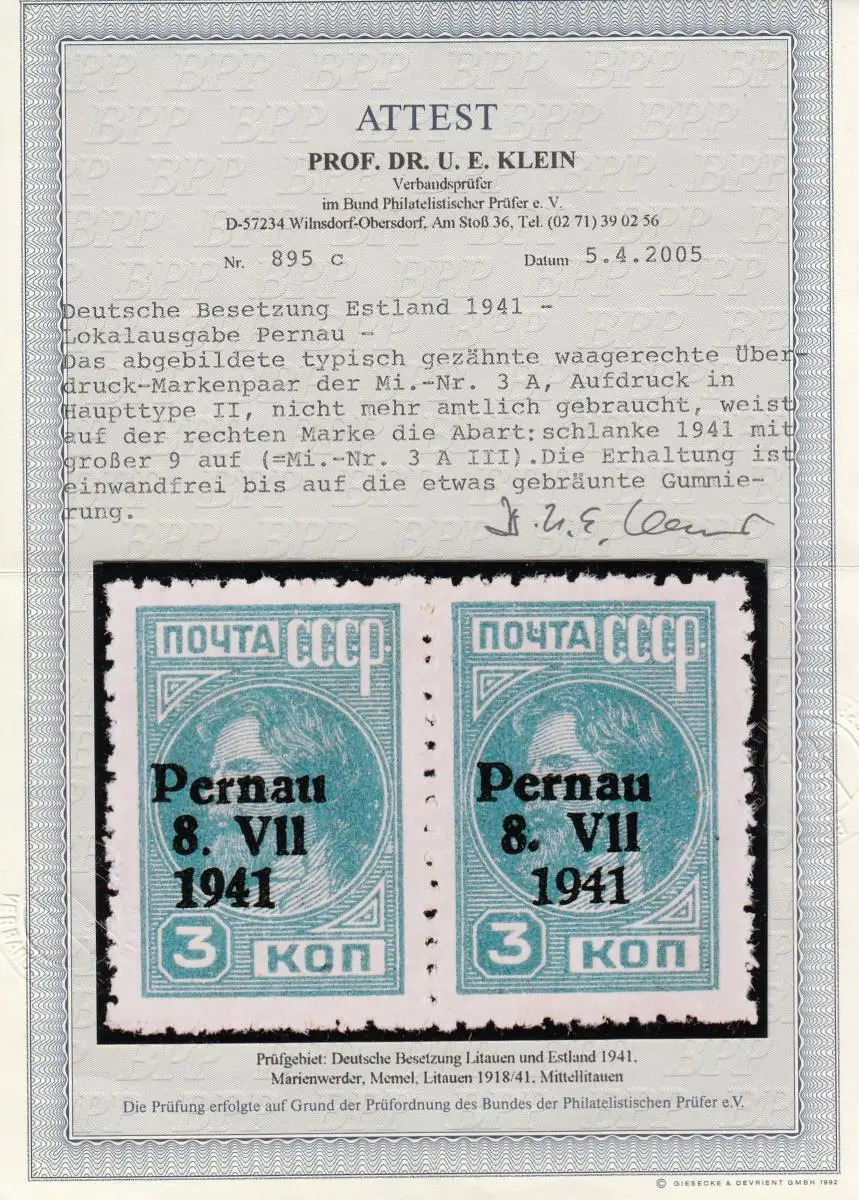 ATTEST
PROF. DR. U. E. KLEIN
Verbandsprüfer
im Bund Philatelistischer Prüfer e. V.
D-57234 Wilnsdorf-Obersdorf, Am Stoß 36, Tel. (02 71) 39 02 56
Nr. 895 c Datum 5.4.2005
Deutsche Besetzung Estland 1941 -
Lokalausgabe Pernau -
Das abgebildete typisch gezähnte waagerechte Über-
druck-Markenpaar der Mi.-Nr. 3 A, Aufdruck in
Haupttype II, nicht mehr amtlich gebraucht, weist
auf der rechten Marke die Abart: schlanke 1941 mit
großer 9 auf (=Mi.-Nr. 3 A III). Die Erhaltung ist
einwandfrei bis auf die etwas gebräunte Gummie-
rung.
ПОЧТА СССР.
Pernau
8. VII
1941
3 КОП
ПОЧТА СССР.
Pernau
8. VII
1941
3 КОП
Prüfgebiet: Deutsche Besetzung Litauen und Estland 1941,
Marienwerder, Memel, Litauen 1918/41, Mittellitauen
Die Prüfung erfolgte auf Grund der Prüfordnung des Bundes der Philatelistischen Prüfer e.V.
© GIESECKE & DEVRIENT GMBH 1992